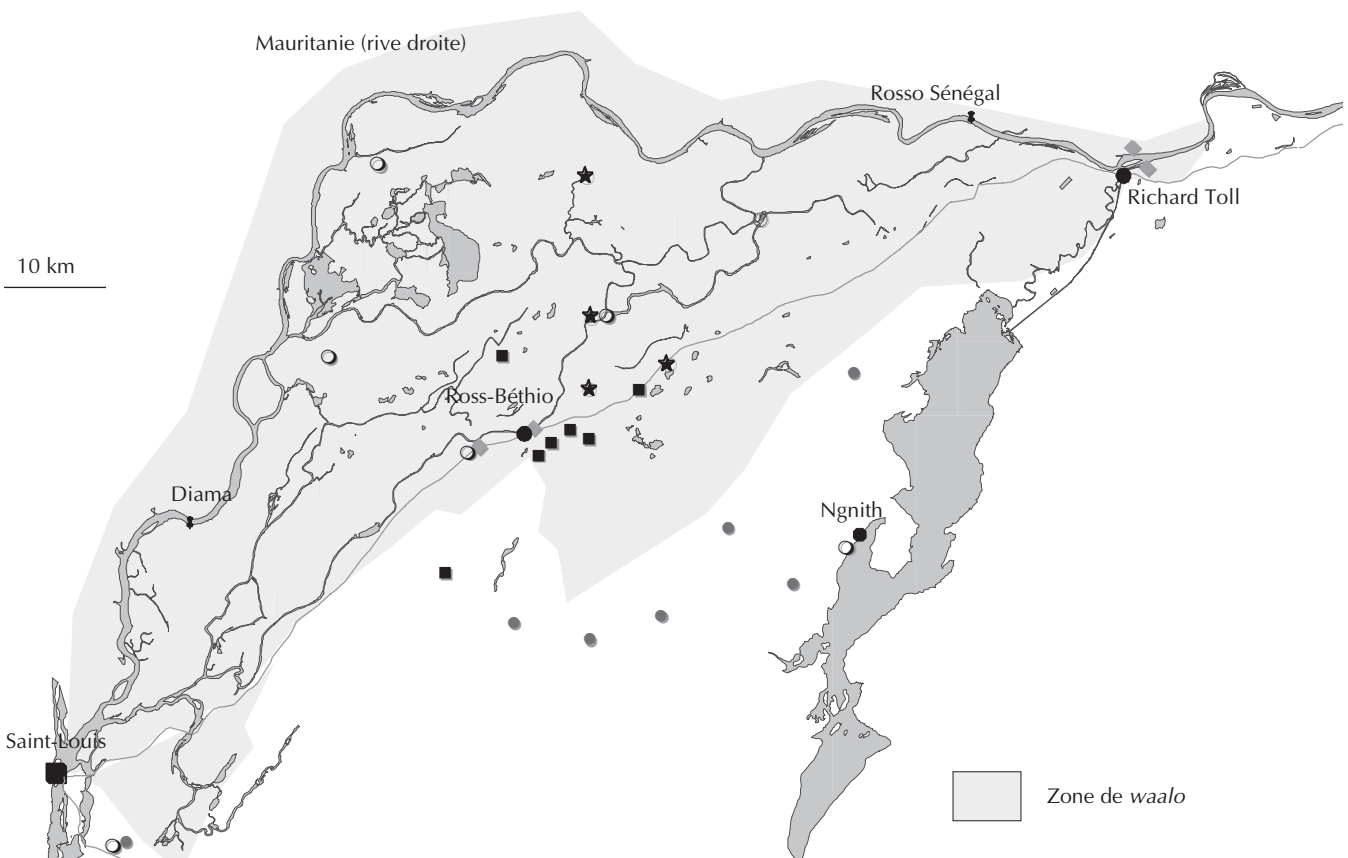 Mauritanie (rive droite)
Rosso Sénégal
Richard Toll
10 km
Ross-Béthio
Diama
Ngnith
Saint-Louis
Zone de waalo